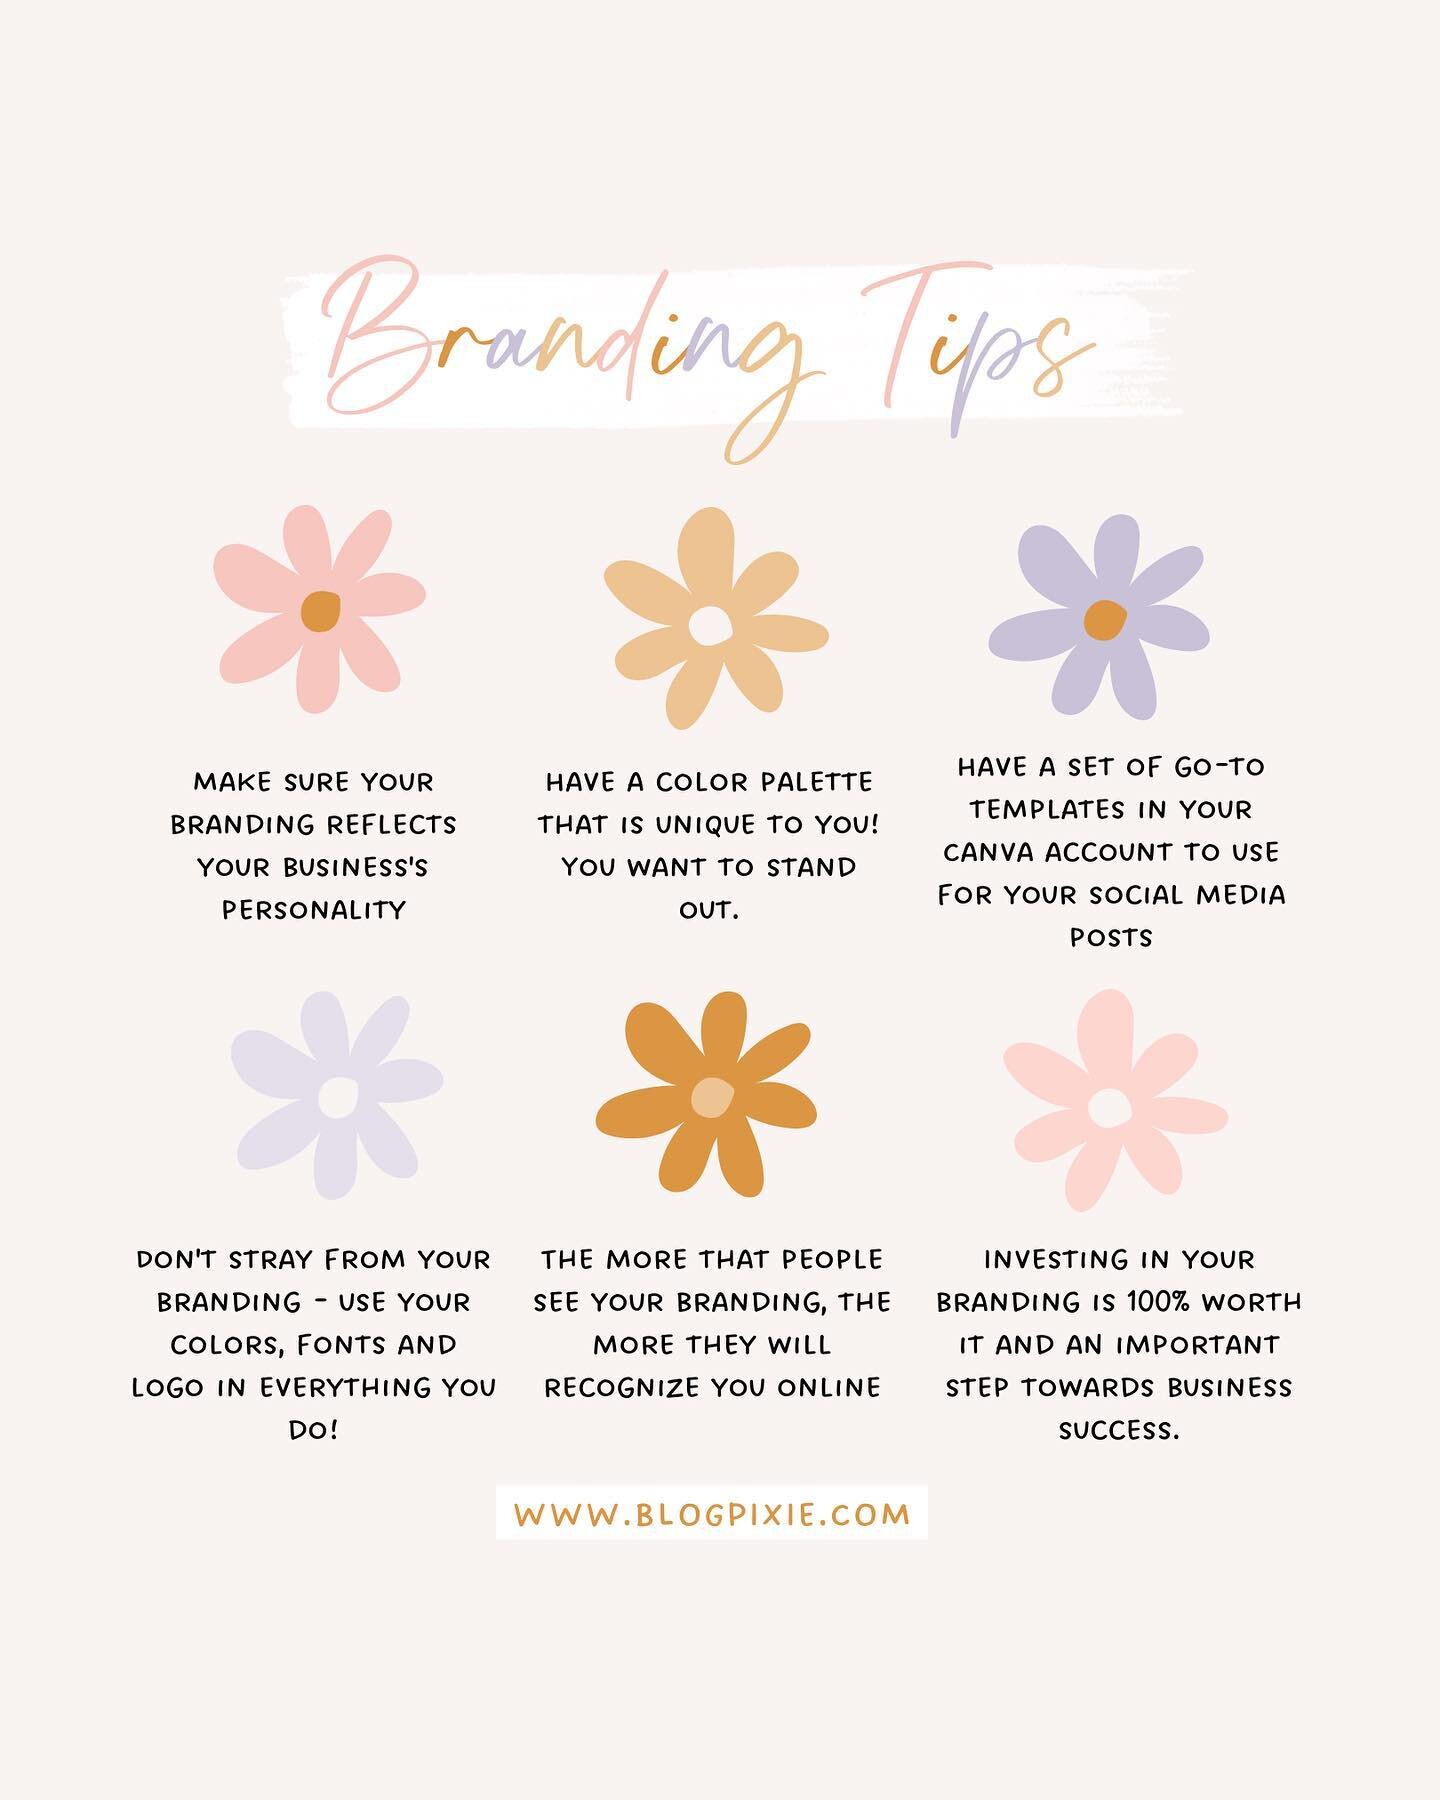 Branding Tips
MAKE SURE YOUR
BRANDING REFLECTS
YOUR BUSINESS'S
PERSONALITY
HAVE A COLOR PALETTE
THAT IS UNIQUE TO YOU!
YOU WANT TO STAND
OUT.
HAVE A SET OF GO-TO
TEMPLATES IN YOUR
CANVA ACCOUNT TO USE
FOR YOUR SOCIAL MEDIA
POSTS
DON'T STRAY FROM YOUR
BRANDING - USE YOUR
COLORS, FONTS AND
LOGO IN EVERYTHING YOU
DO!
THE MORE THAT PEOPLE
SEE YOUR BRANDING, THE
MORE THEY WILL
RECOGNIZE YOU ONLINE
INVESTING IN YOUR
BRANDING IS 100% WORTH
IT AND AN IMPORTANT
STEP TOWARDS BUSINESS
SUCCESS.
WWW.BLOGPIXIE.COM